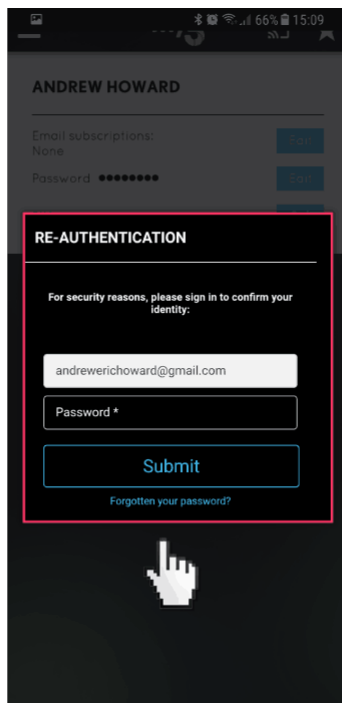 66% 15:09
ANDREW HOWARD
Email subscriptions:
None
Edit
Password ●●●●●●●●
Edit
RE-AUTHENTICATION
For security reasons, please sign in to confirm your
identity:
andrewerichoward@gmail.com
Password *
Submit
Forgotten your password?